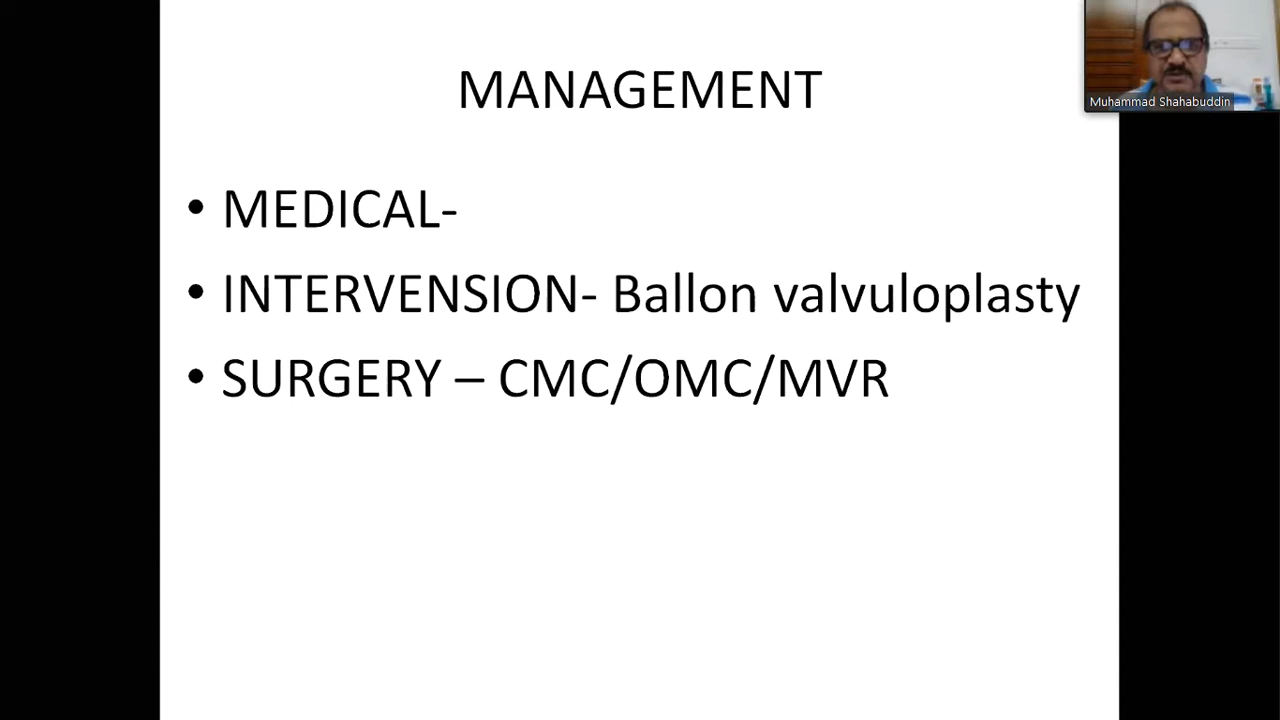 MANAGEMENT
Muhammad Shahabuddin
• MEDICAL-
• INTERVENSION- Ballon valvuloplasty
• SURGERY – CMC/OMC/MVR